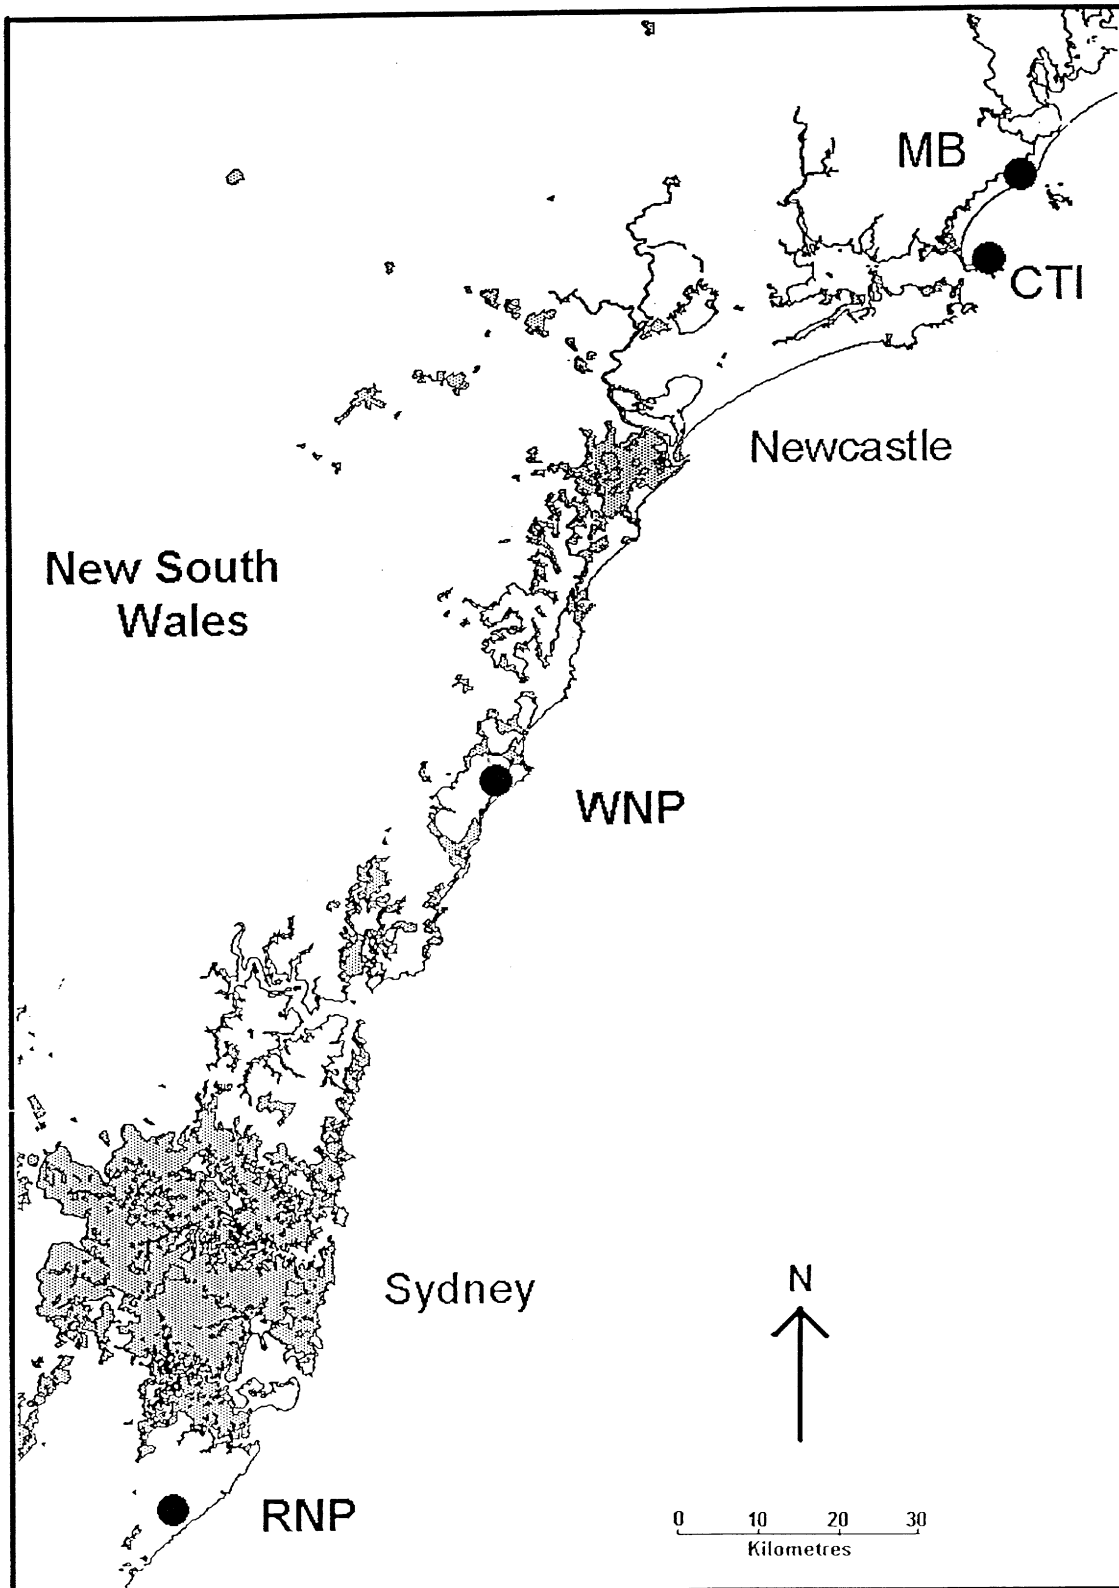 MB
CTI
Newcastle
New South
Wales
WNP
Sydney
N
RNP
0 10 20 30
Kilometres